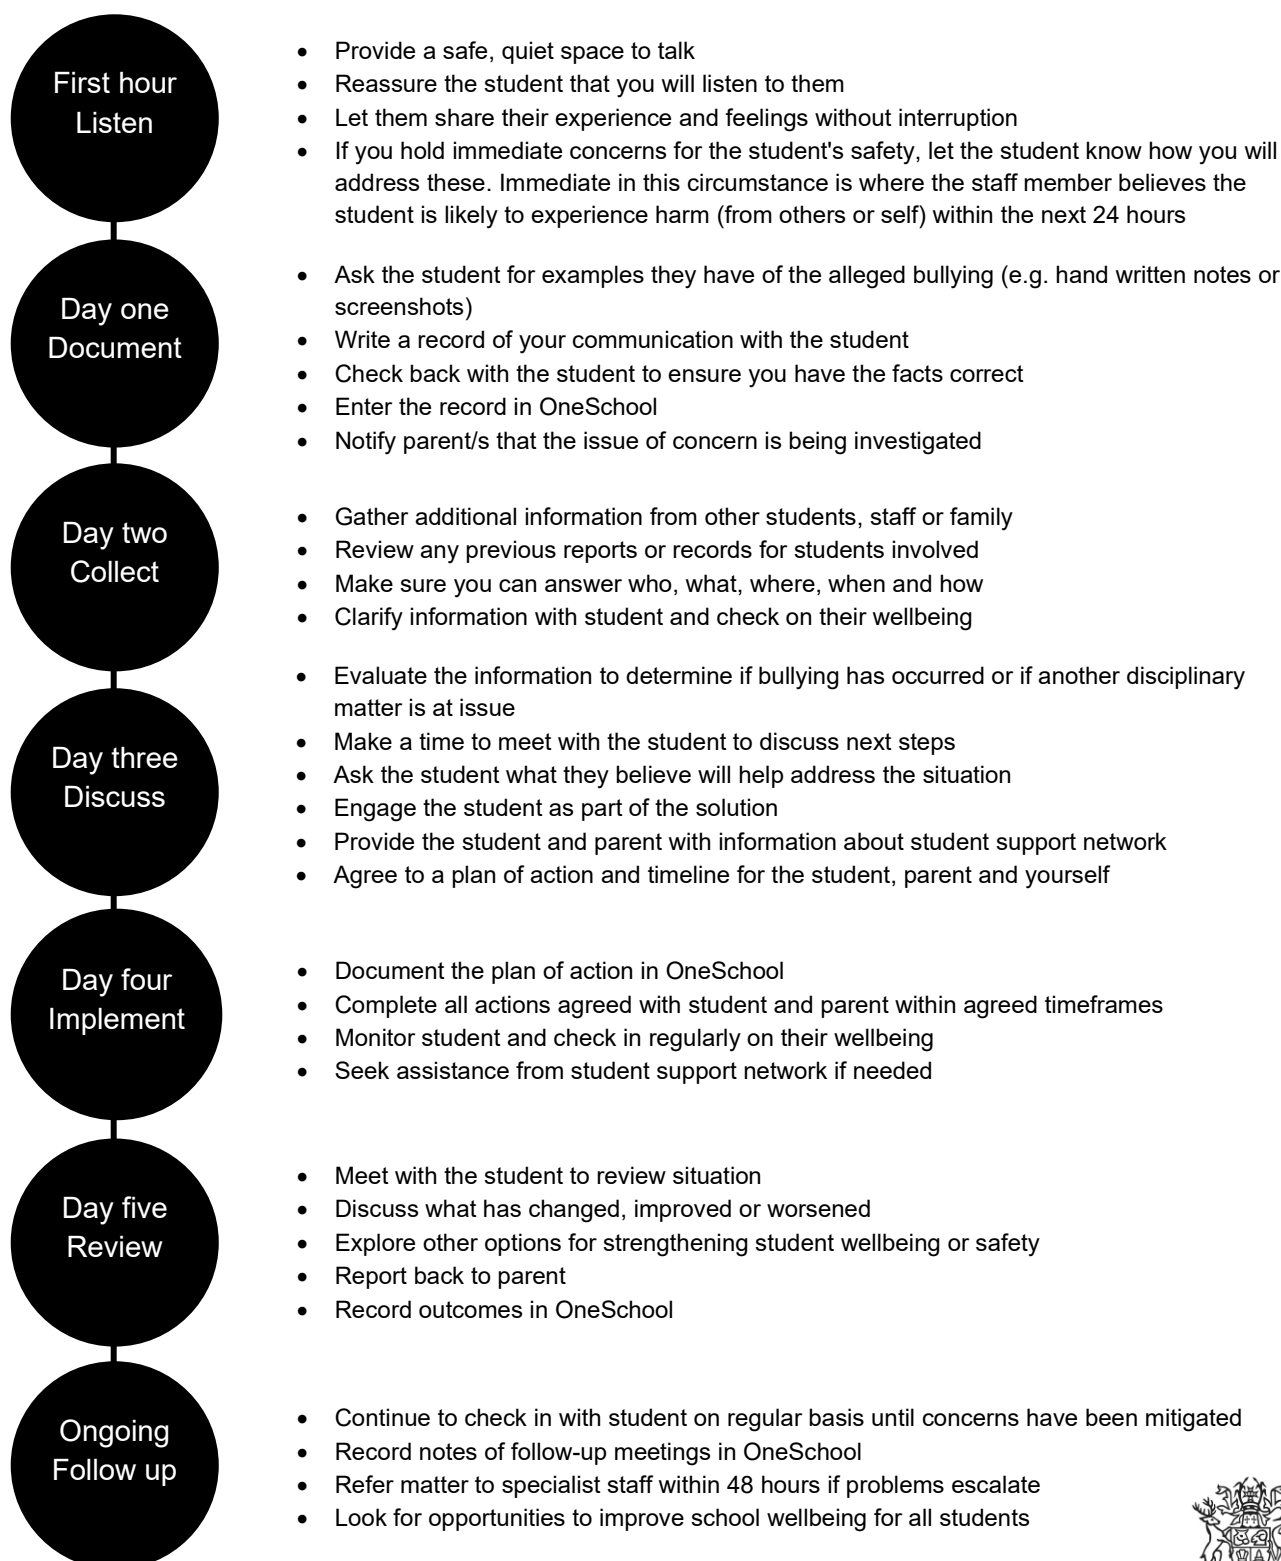 First hour
Listen
• Provide a safe, quiet space to talk
• Reassure the student that you will listen to them
• Let them share their experience and feelings without interruption
• If you hold immediate concerns for the student's safety, let the student know how you will
address these. Immediate in this circumstance is where the staff member believes the
student is likely to experience harm (from others or self) within the next 24 hours
Day one
Document
• Ask the student for examples they have of the alleged bullying (e.g. hand written notes or
screenshots)
• Write a record of your communication with the student
• Check back with the student to ensure you have the facts correct
• Enter the record in OneSchool
• Notify parent/s that the issue of concern is being investigated
Day two
Collect
• Gather additional information from other students, staff or family
• Review any previous reports or records for students involved
• Make sure you can answer who, what, where, when and how
• Clarify information with student and check on their wellbeing
Day three
Discuss
• Evaluate the information to determine if bullying has occurred or if another disciplinary
matter is at issue
• Make a time to meet with the student to discuss next steps
• Ask the student what they believe will help address the situation
• Engage the student as part of the solution
• Provide the student and parent with information about student support network
• Agree to a plan of action and timeline for the student, parent and yourself
Day four
Implement
• Document the plan of action in OneSchool
• Complete all actions agreed with student and parent within agreed timeframes
• Monitor student and check in regularly on their wellbeing
• Seek assistance from student support network if needed
Day five
Review
• Meet with the student to review situation
• Discuss what has changed, improved or worsened
• Explore other options for strengthening student wellbeing or safety
• Report back to parent
• Record outcomes in OneSchool
Ongoing
Follow up
• Continue to check in with student on regular basis until concerns have been mitigated
• Record notes of follow-up meetings in OneSchool
• Refer matter to specialist staff within 48 hours if problems escalate
• Look for opportunities to improve school wellbeing for all students